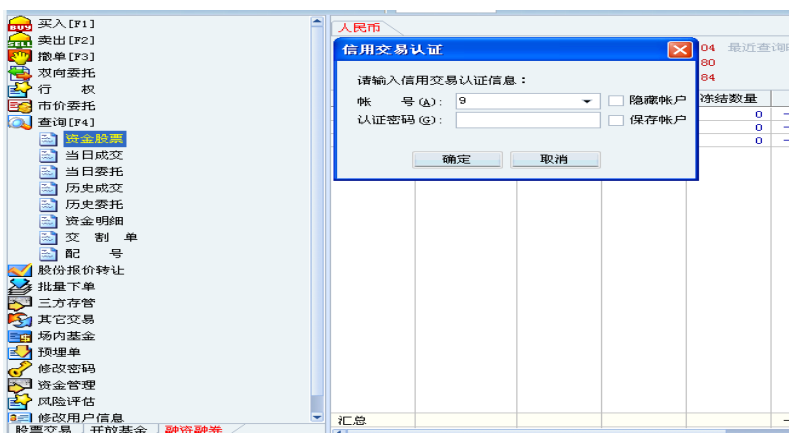 买入[F1]
卖出[F2]
撤单[F3]
双向委托
行 权
市价委托
查询[F4]
资金股票
当日成交
当日委托
历史成交
历史委托
资金明细
交 割 单
配 号
股份报价转让
批量下单
三方存管
其它交易
场内基金
预埋单
修改密码
资金管理
风险评估
修改用户信息
股票交易 开放基金 融资融券
人民币
04 最近查询
80
84
冻结数量
0
0
0
信用交易认证
请输入信用交易认证信息：
帐 号(A): 9 隐藏帐户
认证密码(G): 保存帐户
确定 取消
汇总